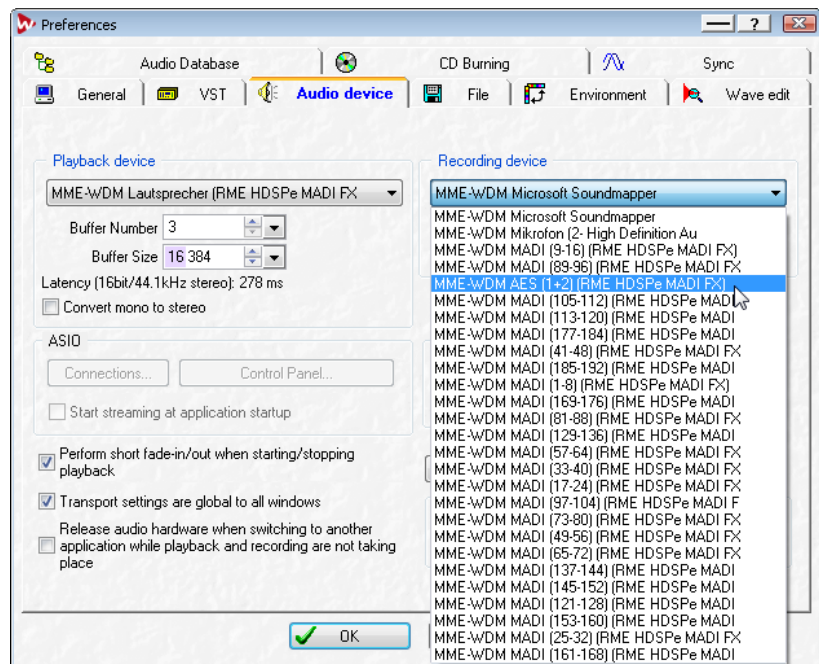 Preferences
Audio Database
CD Burning
Sync
General
VST
Audio device
File
Environment
Wave edit
Playback device
MME-WDM Lautsprecher (RME HDSPe MADI FX
Buffer Number 3
Buffer Size 16 384
Latency (16bit/44.1kHz stereo): 278 ms
Convert mono to stereo
ASIO
Connections...
Control Panel...
Start streaming at application startup
Perform short fade-in/out when starting/stopping
playback
Transport settings are global to all windows
Release audio hardware when switching to another
application while playback and recording are not taking
place
OK
Recording device
MME-WDM Microsoft Soundmapper
MME-WDM Microsoft Soundmapper
MME-WDM Mikrofon (2- High Definition Au
MME-WDM MADI (9-16) (RME HDSPe MADI FX)
MME-WDM MADI (89-96) (RME HDSPe MADI FX
MME-WDM AES (1+2) (RME HDSPe MADI FX)
MME-WDM MADI (105-112) (RME HDSPe MADI
MME-WDM MADI (113-120) (RME HDSPe MADI
MME-WDM MADI (177-184) (RME HDSPe MADI
MME-WDM MADI (41-48) (RME HDSPe MADI FX
MME-WDM MADI (185-192) (RME HDSPe MADI
MME-WDM MADI (1-8) (RME HDSPe MADI FX)
MME-WDM MADI (169-176) (RME HDSPe MADI
MME-WDM MADI (81-88) (RME HDSPe MADI FX
MME-WDM MADI (129-136) (RME HDSPe MADI
MME-WDM MADI (57-64) (RME HDSPe MADI FX
MME-WDM MADI (33-40) (RME HDSPe MADI FX
MME-WDM MADI (17-24) (RME HDSPe MADI FX
MME-WDM MADI (97-104) (RME HDSPe MADI F
MME-WDM MADI (73-80) (RME HDSPe MADI FX
MME-WDM MADI (49-56) (RME HDSPe MADI FX
MME-WDM MADI (65-72) (RME HDSPe MADI FX
MME-WDM MADI (137-144) (RME HDSPe MADI
MME-WDM MADI (145-152) (RME HDSPe MADI
MME-WDM MADI (121-128) (RME HDSPe MADI
MME-WDM MADI (153-160) (RME HDSPe MADI
MME-WDM MADI (25-32) (RME HDSPe MADI FX
MME-WDM MADI (161-168) (RME HDSPe MADI